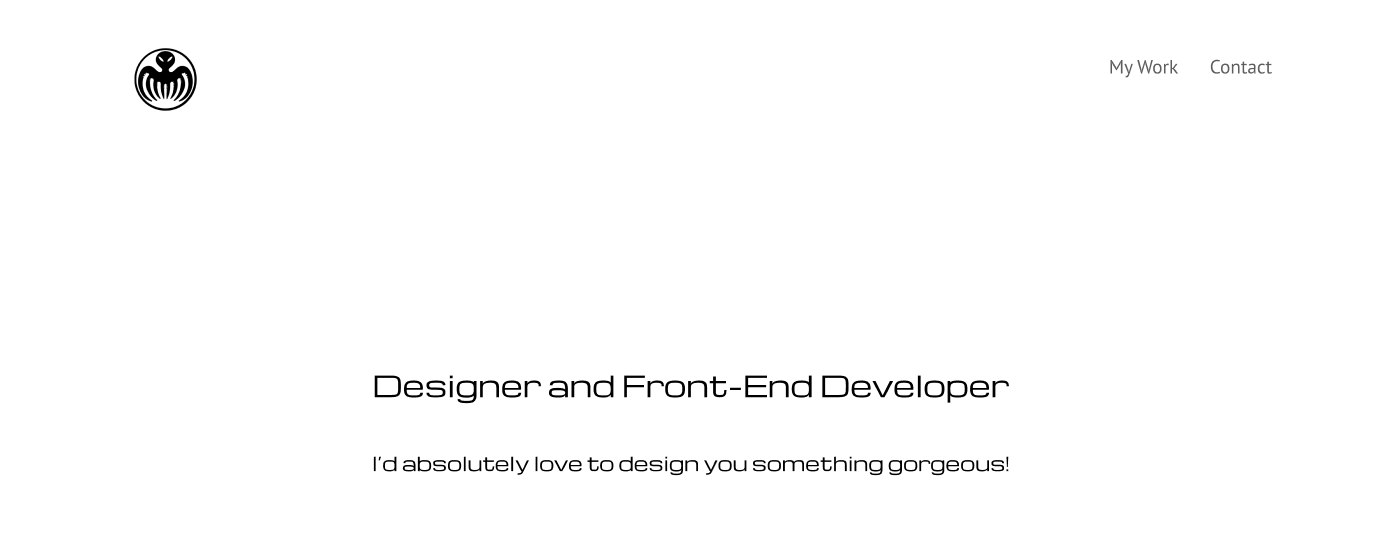 My Work Contact
Designer and Front-End Developer
I'd absolutely love to design you something gorgeous!